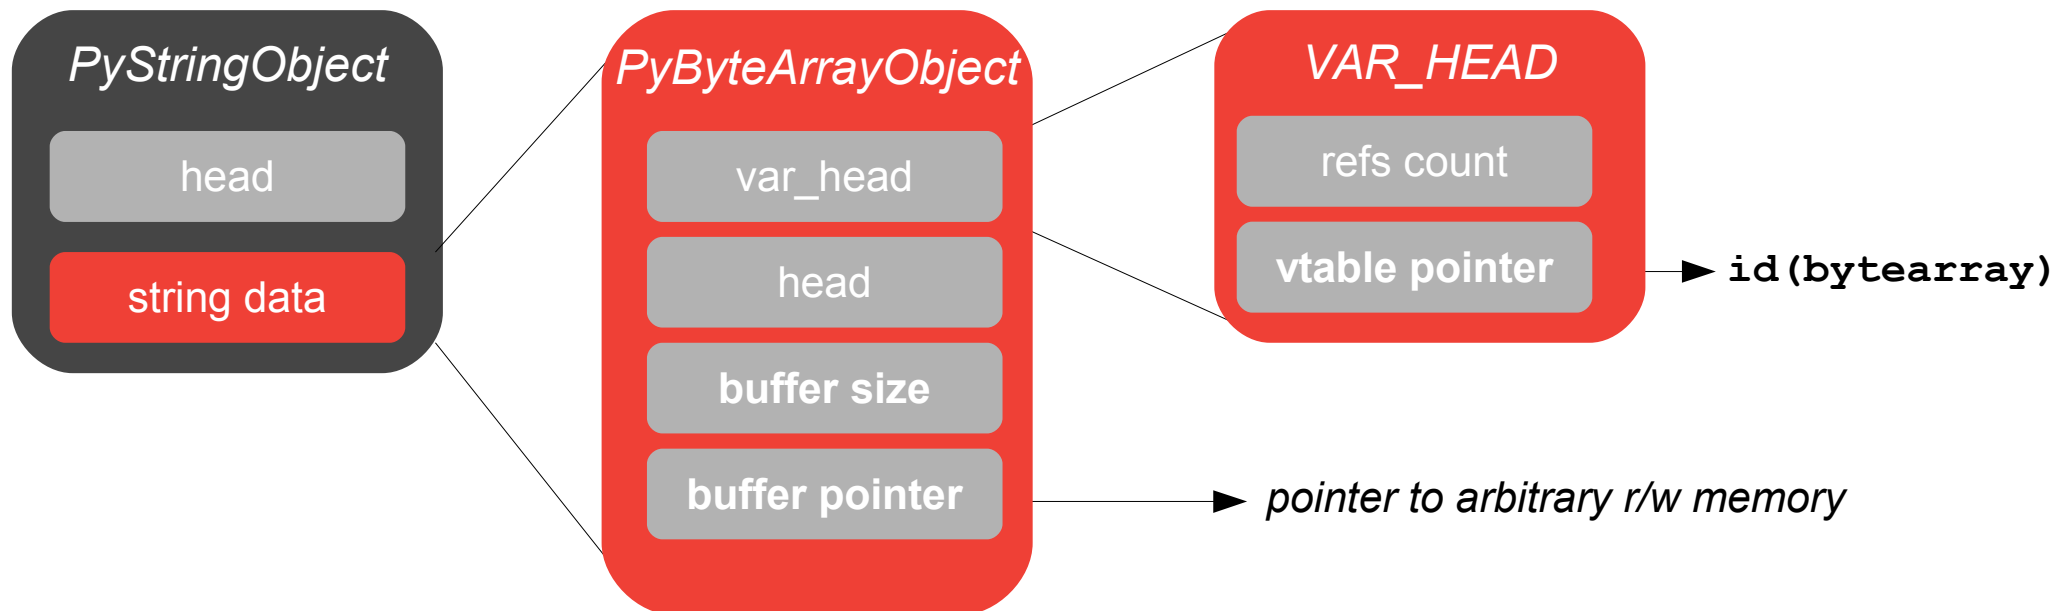 PyStringObject
head
string data
PyByteArrayObject
var_head
head
buffer size
buffer pointer
VAR_HEAD
refs count
vtable pointer
id(bytearray)
pointer to arbitrary r/w memory